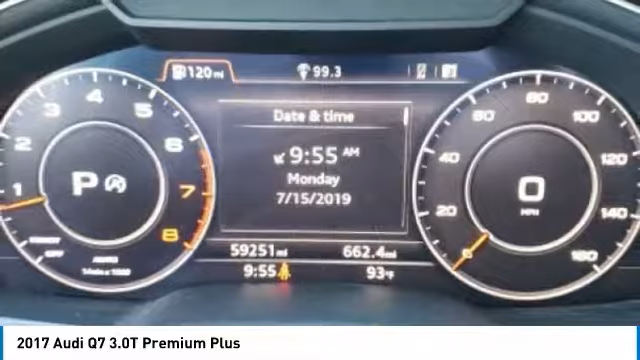 120 mi
99.3
Date & time
9:55 AM
Monday
7/15/2019
1
2
3
4
5
6
7
8
P
A
READY
OFF
20
40
60
80
100
120
140
160
0
MPH
59251 mi
662.4 mi
9:55
93°F
2017 Audi Q7 3.0T Premium Plus